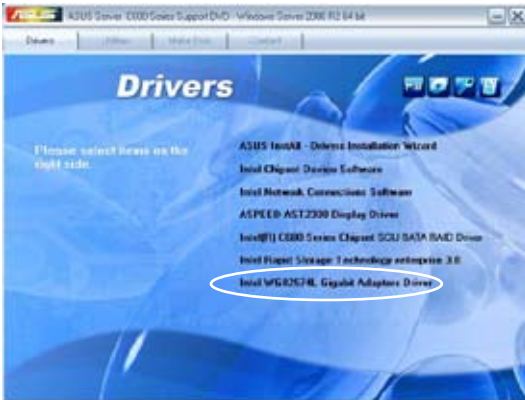 ASUS
ASUS Server C600 Series Support DVD - Windows Server 2008 R2 64 bit
Drivers
Utilities
Make Disk
Contact
Drivers
Please select items on the
right side.
ASUS InstAll - Drivers Installation Wizard
Intel Chipset Device Software
Intel Network Connections Software
ASPEED AST2300 Display Driver
Intel(R) C600 Series Chipset SCU SATA RAID Driver
Intel Rapid Storage Technology enterprise 3.0
Intel WG82574L Gigabit Adapters Driver